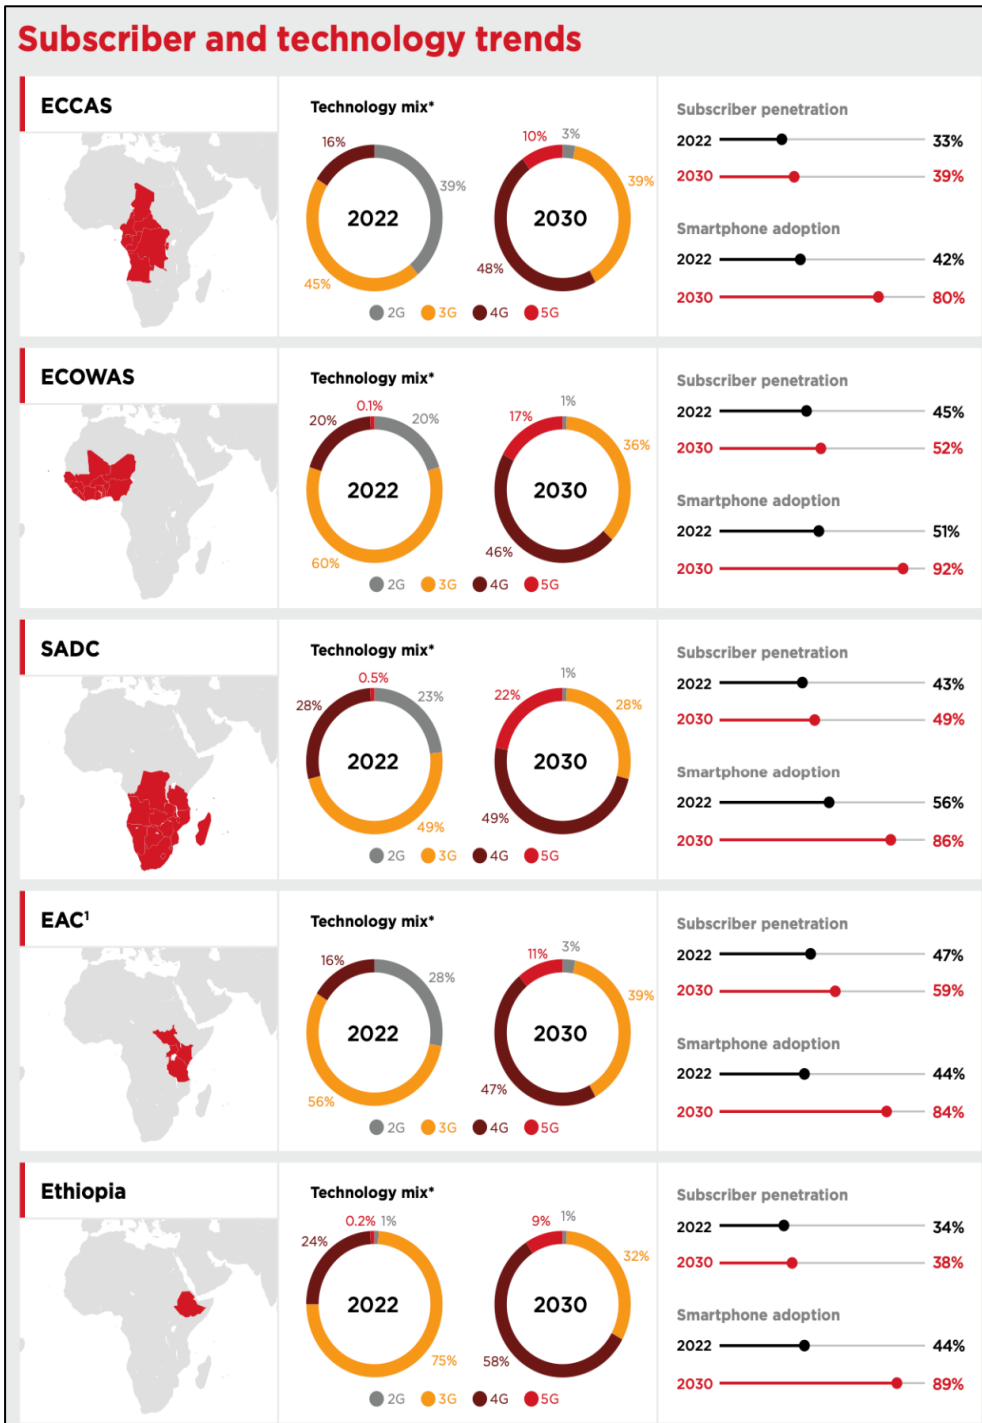 Subscriber and technology trends
ECCAS
Technology mix*
16%
39%
45%
2022
10%
3%
39%
48%
2030
2G 3G 4G 5G
Subscriber penetration
2022 33%
2030 39%
Smartphone adoption
2022 42%
2030 80%
ECOWAS
Technology mix*
0.1%
20%
20%
60%
2022
1%
17%
36%
46%
2030
2G 3G 4G 5G
Subscriber penetration
2022 45%
2030 52%
Smartphone adoption
2022 51%
2030 92%
SADC
Technology mix*
0.5%
28%
23%
49%
2022
1%
22%
28%
49%
2030
2G 3G 4G 5G
Subscriber penetration
2022 43%
2030 49%
Smartphone adoption
2022 56%
2030 86%
EAC¹
Technology mix*
16%
28%
56%
2022
3%
11%
39%
47%
2030
2G 3G 4G 5G
Subscriber penetration
2022 47%
2030 59%
Smartphone adoption
2022 44%
2030 84%
Ethiopia
Technology mix*
0.2% 1%
24%
75%
2022
9% 1%
32%
58%
2030
2G 3G 4G 5G
Subscriber penetration
2022 34%
2030 38%
Smartphone adoption
2022 44%
2030 89%